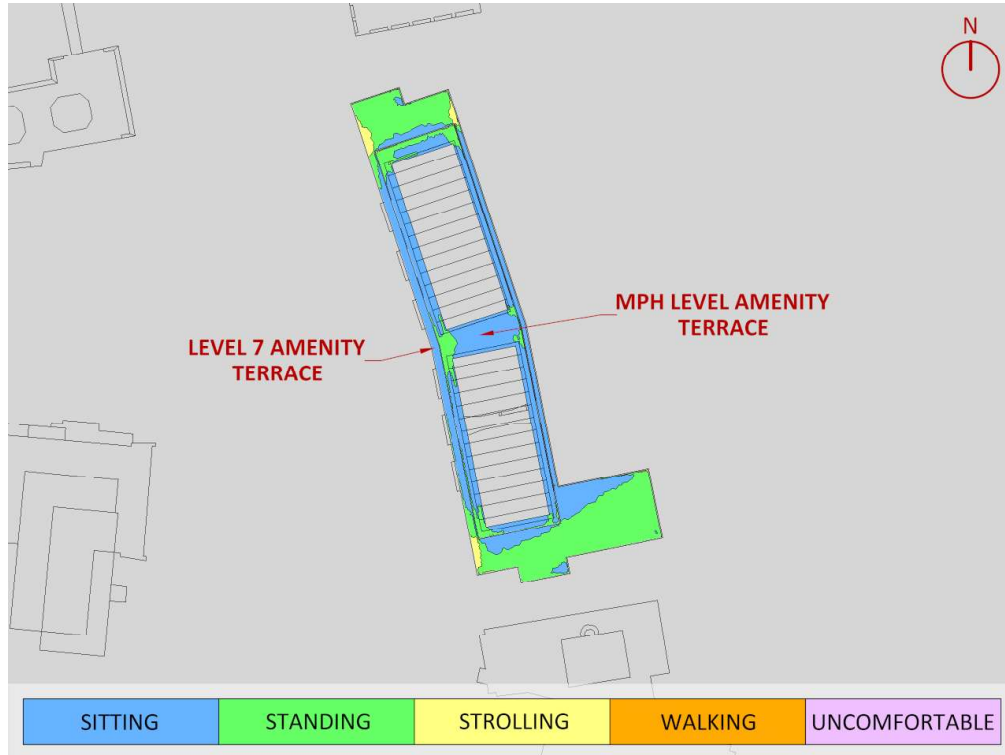 N
MPH LEVEL AMENITY
TERRACE
LEVEL 7 AMENITY
TERRACE
SITTING
STANDING
STROLLING
WALKING
UNCOMFORTABLE